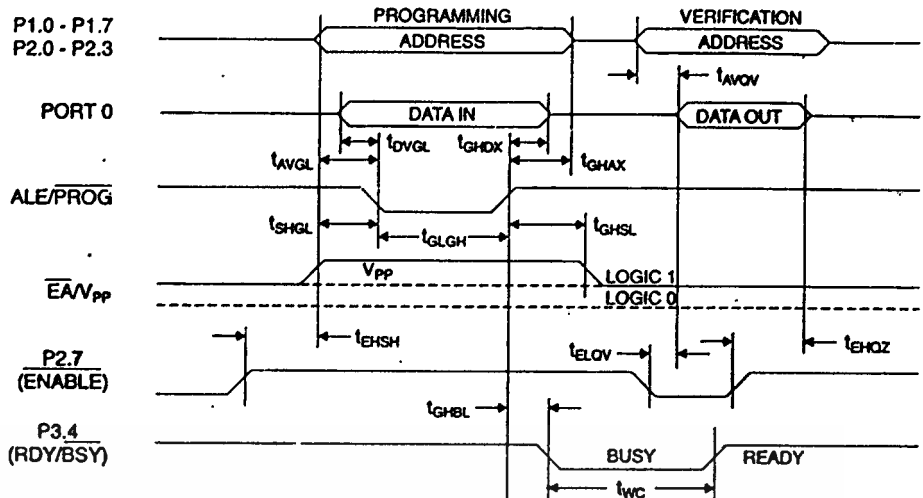 PROGRAMMING
VERIFICATION
P1.0 - P1.7
P2.0 - P2.3
ADDRESS
ADDRESS
tAVQV
PORT 0
DATA IN
DATA OUT
tDVGL
tGHDX
tAVGL
tGHAX
ALE/PROG
tSHGL
tGLGH
tGHSL
VPP
LOGIC 1
EA/VPP
LOGIC 0
tEHSH
tELQV
tEHQZ
P2.7
(ENABLE)
tGHBL
P3.4
(RDY/BSY)
BUSY
READY
tWC